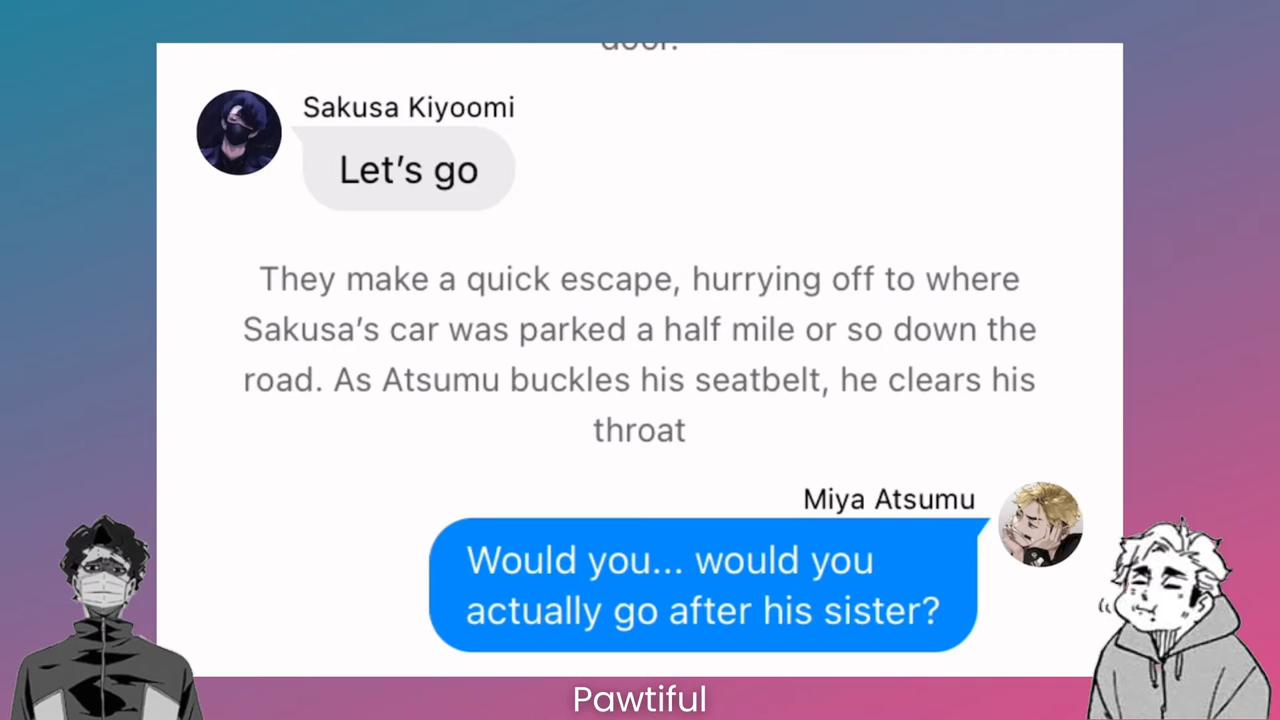 door.
Sakusa Kiyoomi
Let’s go
They make a quick escape, hurrying off to where
Sakusa’s car was parked a half mile or so down the
road. As Atsumu buckles his seatbelt, he clears his
throat
Miya Atsumu
Would you... would you
actually go after his sister?
Pawtiful